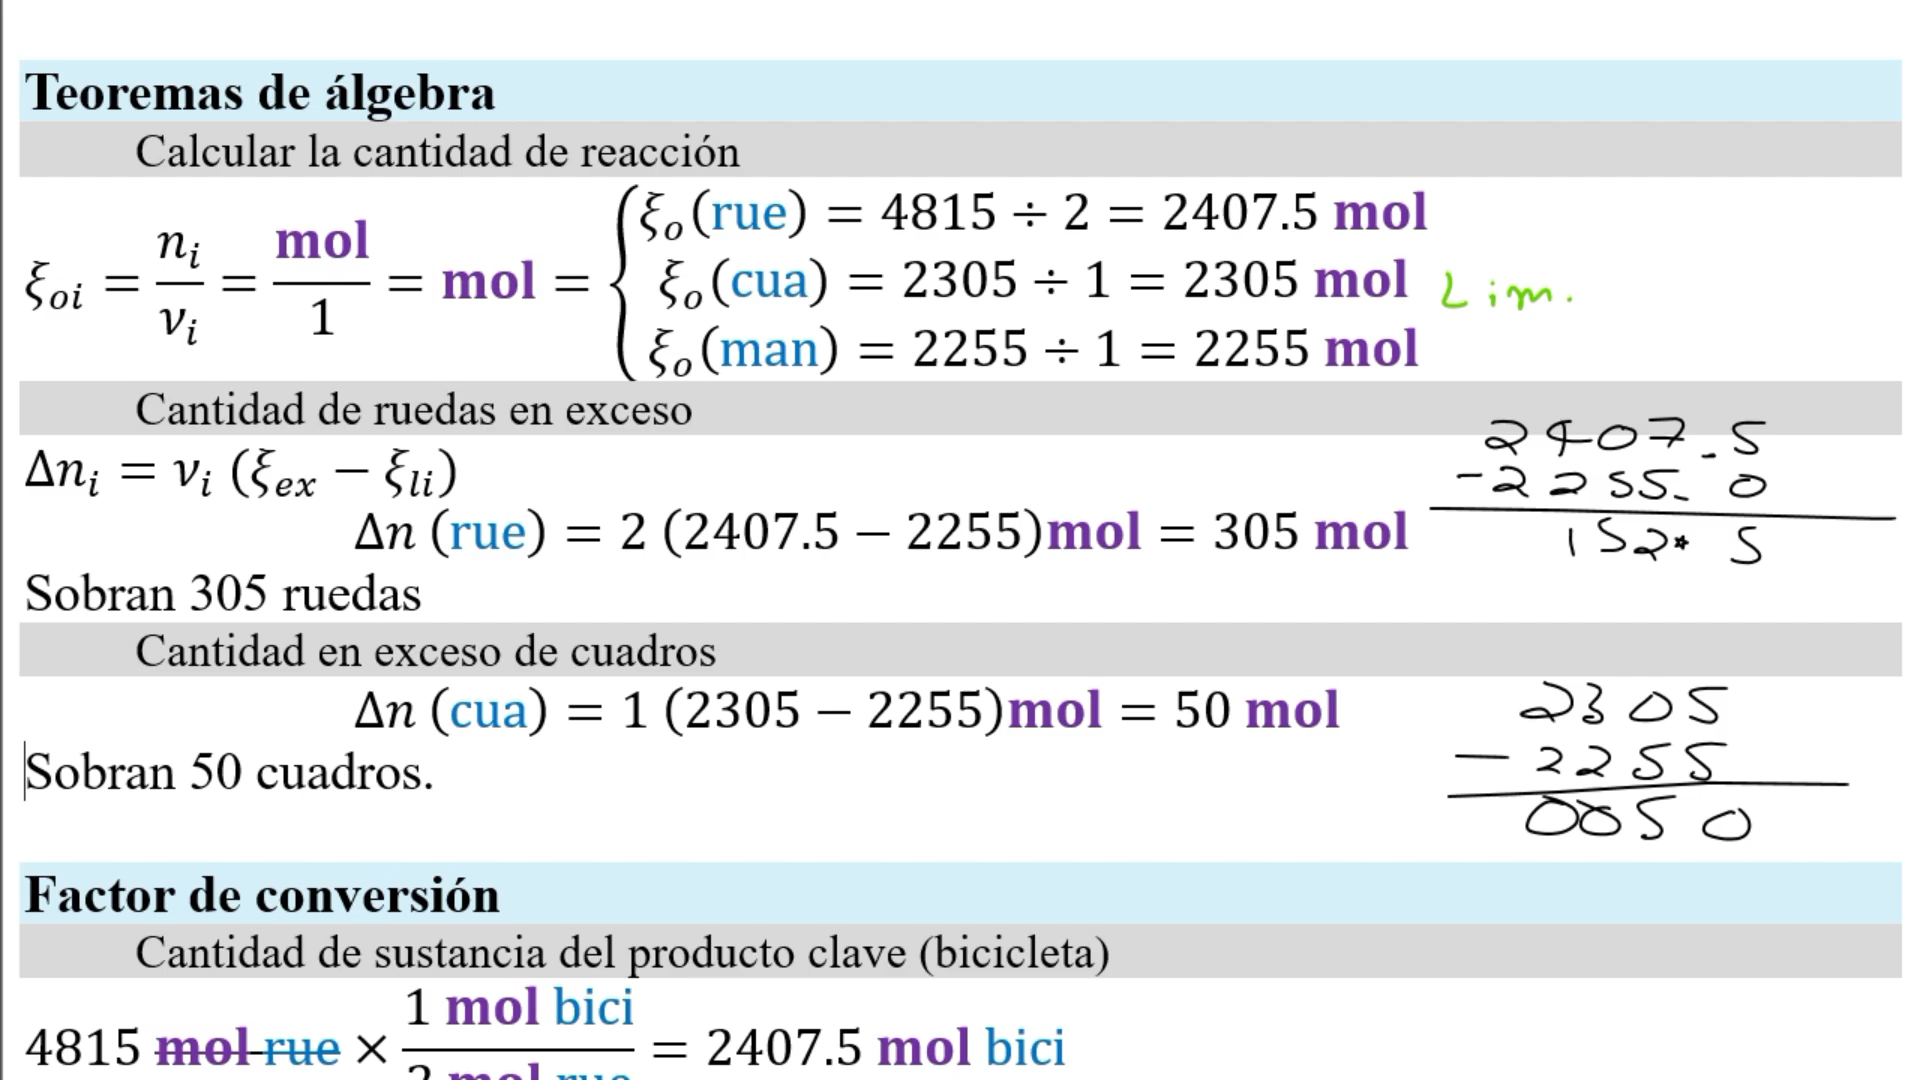 Teoremas de álgebra
Calcular la cantidad de reacción
ξoi = ni/νi = mol/1 = mol = { ξo(rue) = 4815 ÷ 2 = 2407.5 mol
ξo(cua) = 2305 ÷ 1 = 2305 mol Lim.
ξo(man) = 2255 ÷ 1 = 2255 mol
Cantidad de ruedas en exceso
2407.5
Δni = νi (ξex − ξli)
-2255.0
Δn (rue) = 2 (2407.5 − 2255)mol = 305 mol
152.5
Sobran 305 ruedas
Cantidad en exceso de cuadros
Δn (cua) = 1 (2305 − 2255)mol = 50 mol
2305
− 2255
Sobran 50 cuadros.
0050
Factor de conversión
Cantidad de sustancia del producto clave (bicicleta)
4815 mol rue × 1 mol bici / 2 mol rue = 2407.5 mol bici